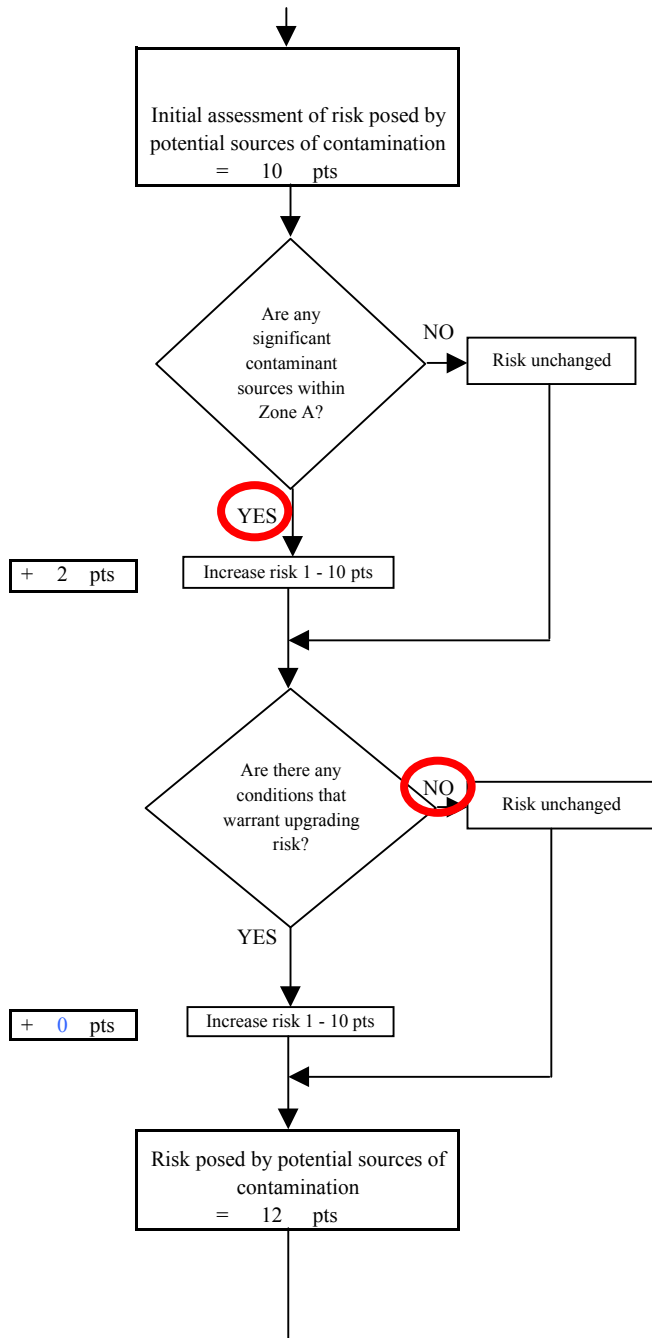 Initial assessment of risk posed by
potential sources of contamination
= 10 pts
Are any
significant
contaminant
sources within
Zone A?
NO
Risk unchanged
YES
+ 2 pts
Increase risk 1 - 10 pts
Are there any
conditions that
warrant upgrading
risk?
NO
Risk unchanged
YES
+ 0 pts
Increase risk 1 - 10 pts
Risk posed by potential sources of
contamination
= 12 pts